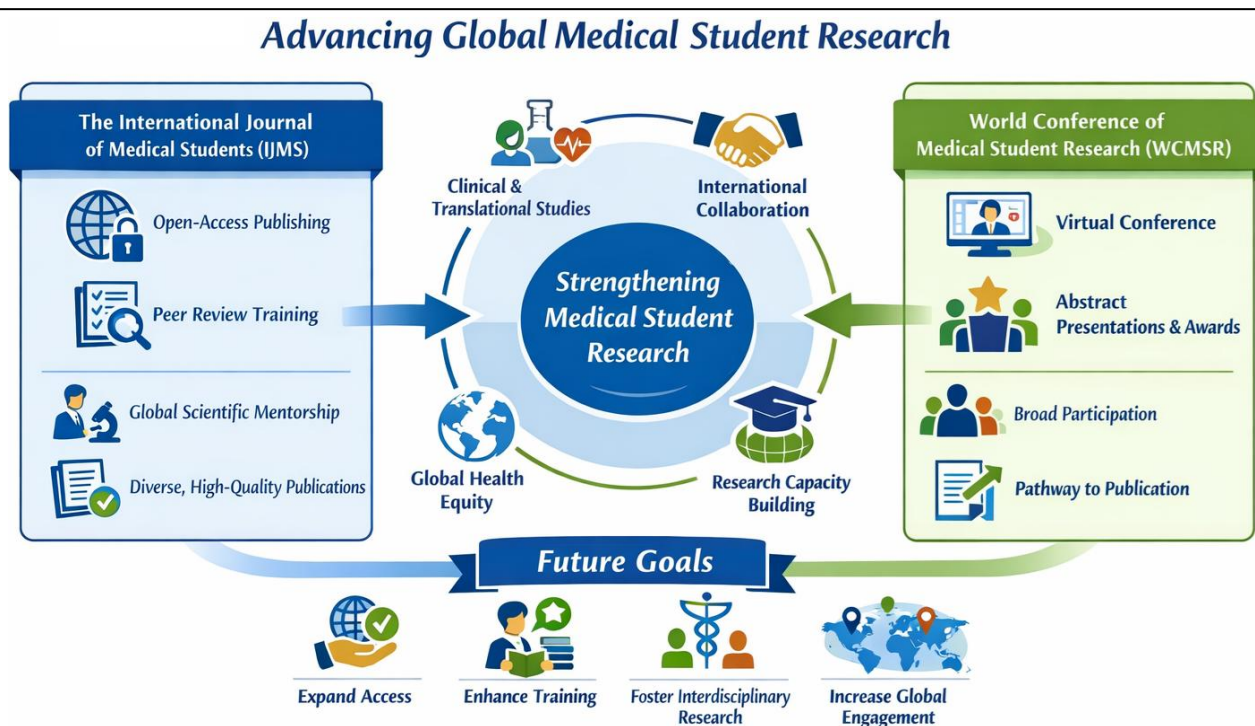 Advancing Global Medical Student Research
The International Journal
of Medical Students (IJMS)
Open-Access Publishing
Peer Review Training
Global Scientific Mentorship
Diverse, High-Quality Publications
Clinical &
Translational Studies
International
Collaboration
Strengthening
Medical Student
Research
Global Health
Equity
Research Capacity
Building
World Conference of
Medical Student Research (WCMSR)
Virtual Conference
Abstract
Presentations & Awards
Broad Participation
Pathway to Publication
Future Goals
Expand Access
Enhance Training
Foster Interdisciplinary
Research
Increase Global
Engagement